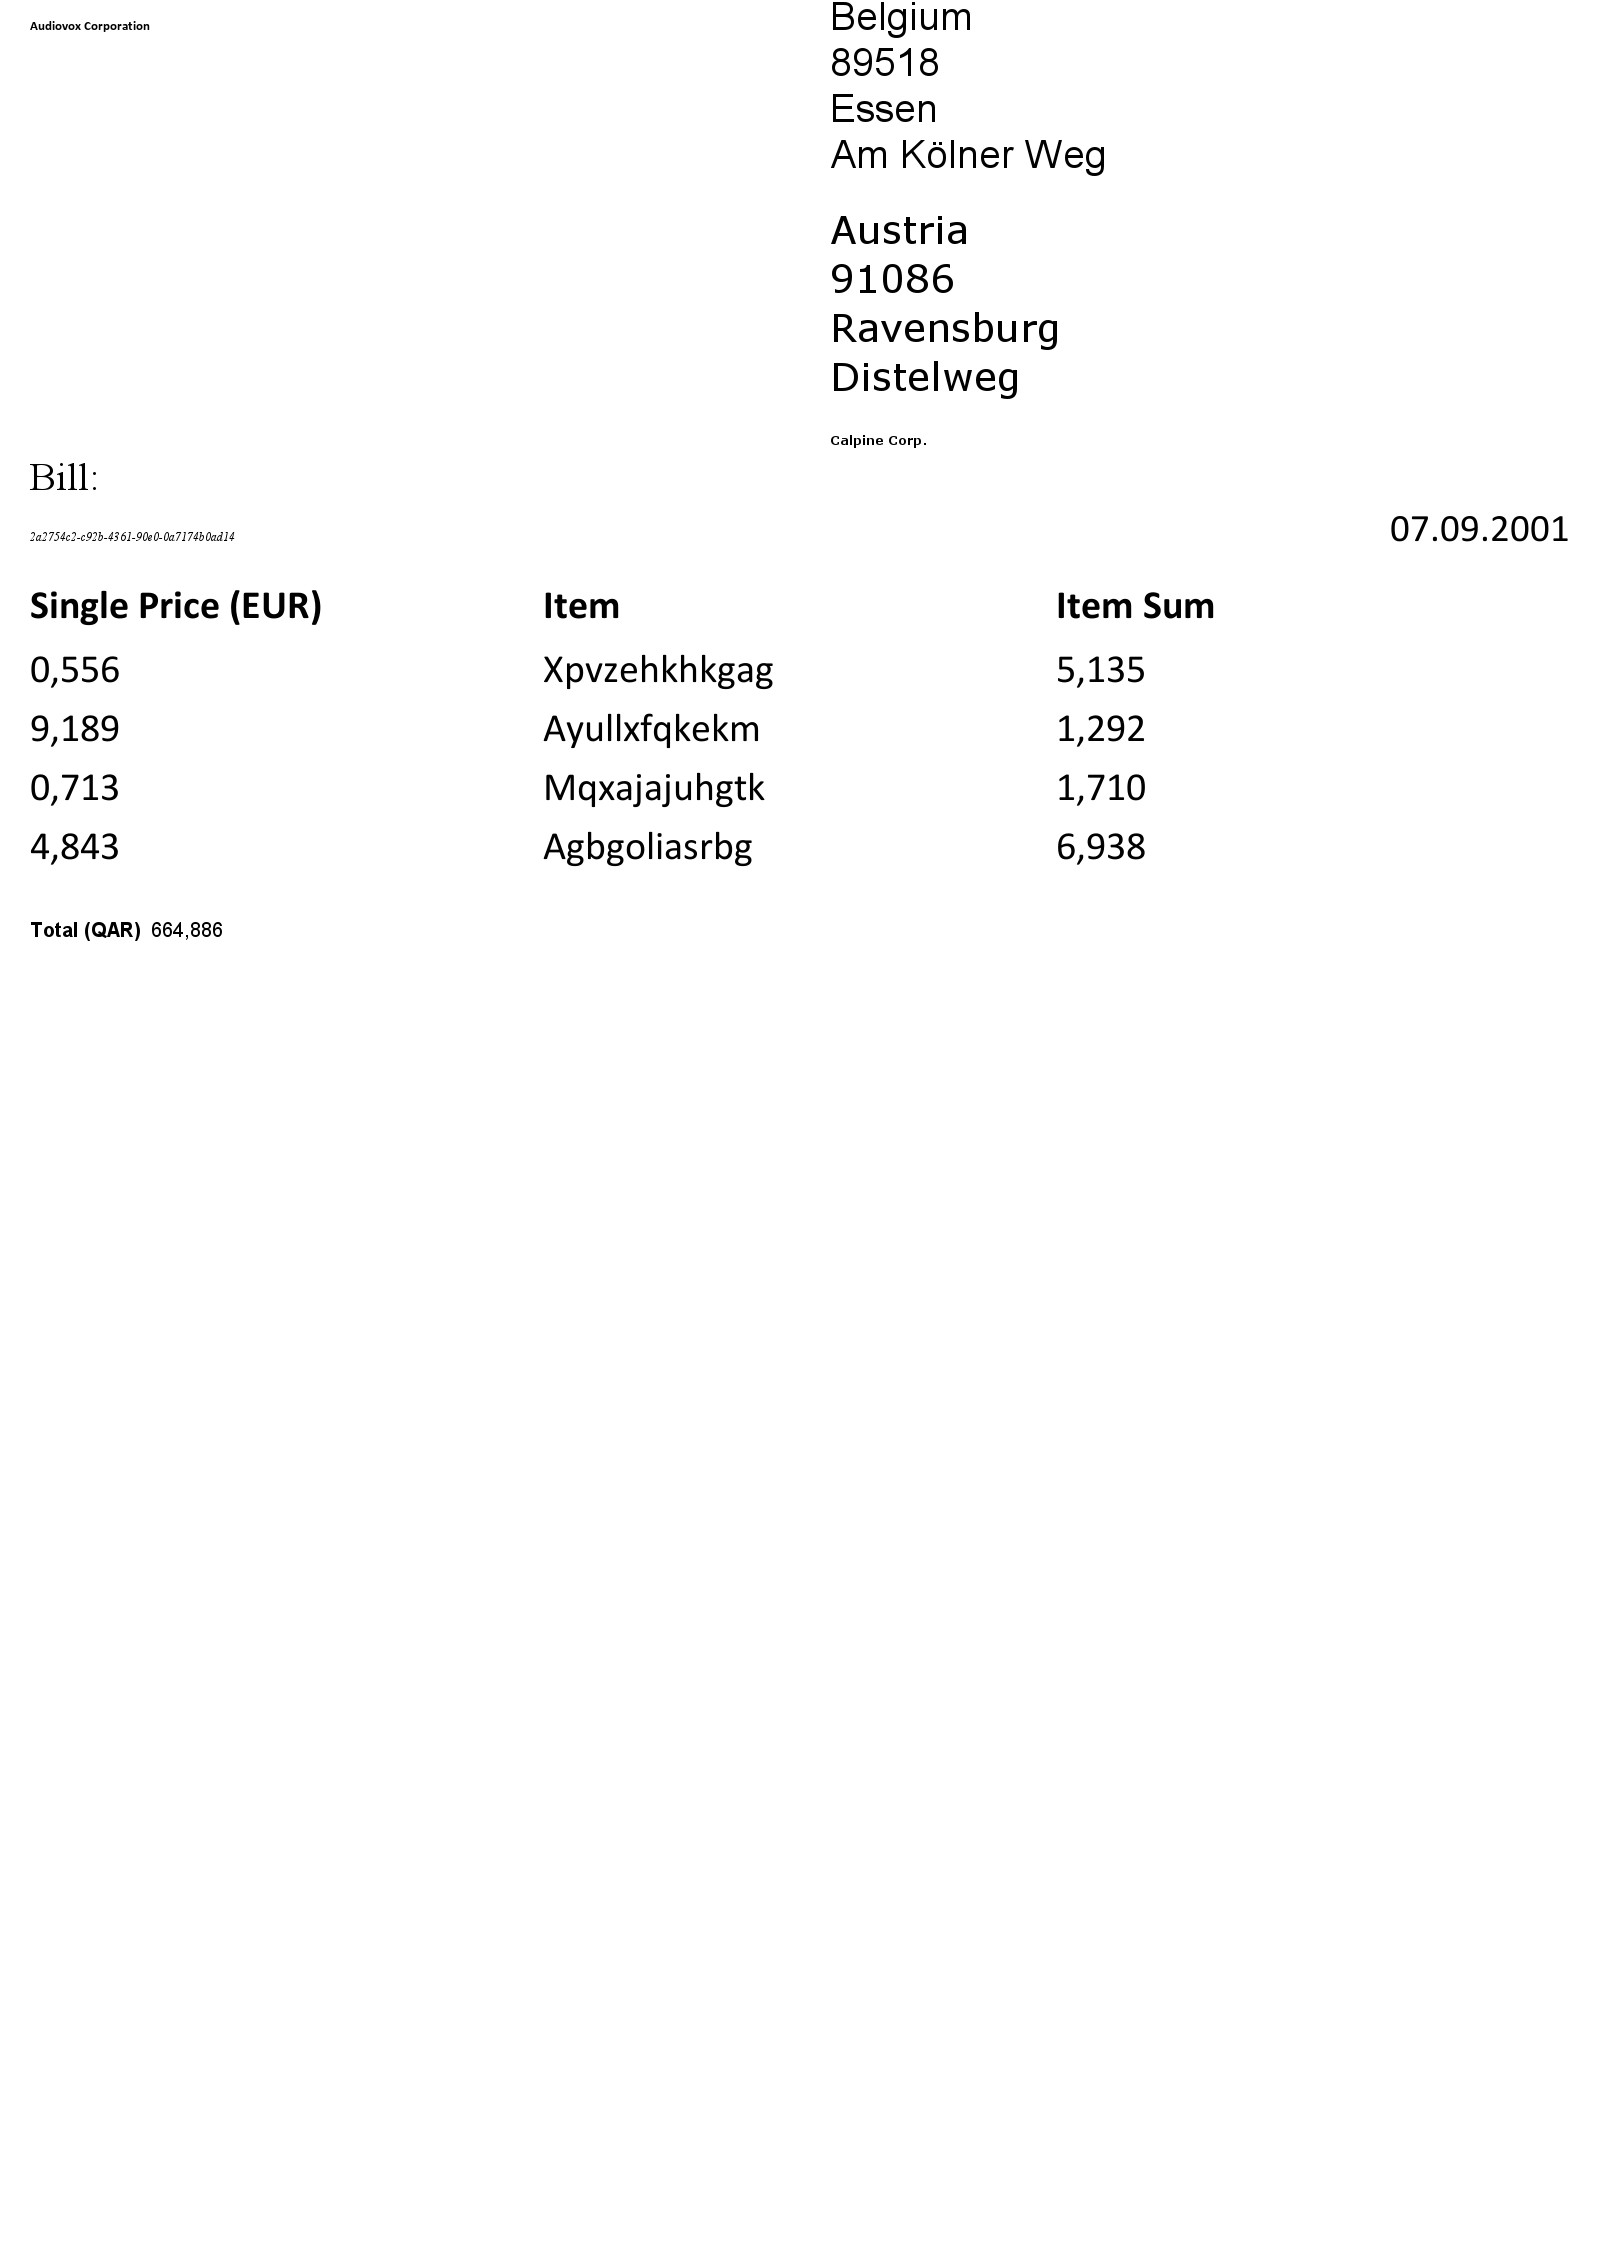 Audiovox Corporation
Belgium
89518
Essen
Am Kölner Weg
Austria
91086
Ravensburg
Distelweg
Calpine Corp.
Bill:
2a2754c2-c92b-4361-90e0-0a7174b0ad14
07.09.2001
Single Price (EUR) Item Item Sum
0,556 Xpvzehkhkgag 5,135
9,189 Ayullxfqkekm 1,292
0,713 Mqxajajuhgtk 1,710
4,843 Agbgoliasrbg 6,938
Total (QAR) 664,886